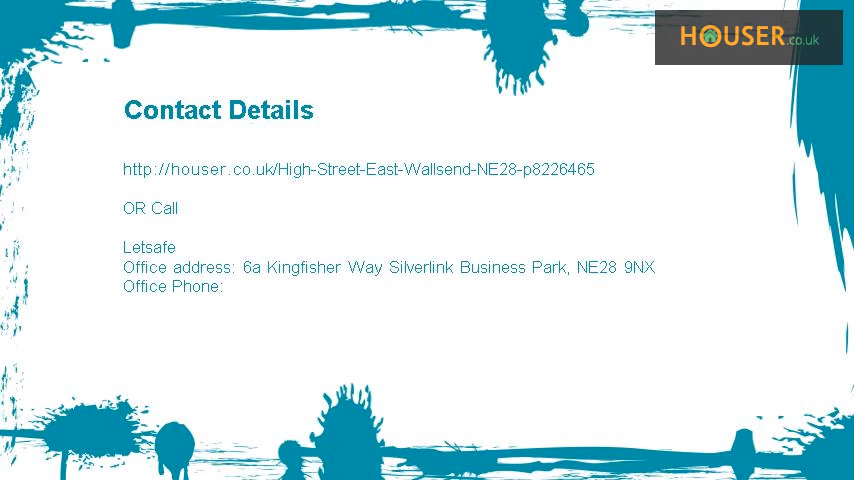 HOUSER.co.uk
Contact Details
http://houser.co.uk/High-Street-East-Wallsend-NE28-p8226465
OR Call
Letsafe
Office address: 6a Kingfisher Way Silverlink Business Park, NE28 9NX
Office Phone: